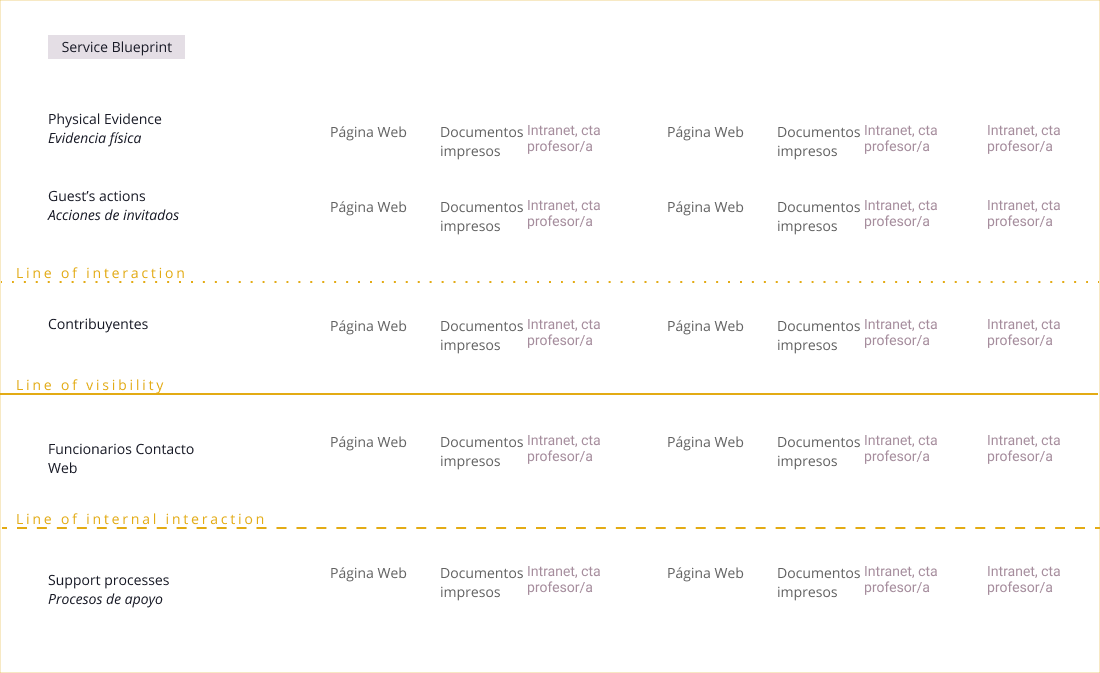 Service Blueprint
Physical Evidence
Evidencia física
Página Web
Documentos
impresos
Intranet, cta
profesor/a
Página Web
Documentos
impresos
Intranet, cta
profesor/a
Intranet, cta
profesor/a
Guest’s actions
Acciones de invitados
Página Web
Documentos
impresos
Intranet, cta
profesor/a
Página Web
Documentos
impresos
Intranet, cta
profesor/a
Intranet, cta
profesor/a
Line of interaction
Contribuyentes
Página Web
Documentos
impresos
Intranet, cta
profesor/a
Página Web
Documentos
impresos
Intranet, cta
profesor/a
Intranet, cta
profesor/a
Line of visibility
Funcionarios Contacto
Web
Página Web
Documentos
impresos
Intranet, cta
profesor/a
Página Web
Documentos
impresos
Intranet, cta
profesor/a
Intranet, cta
profesor/a
Line of internal interaction
Support processes
Procesos de apoyo
Página Web
Documentos
impresos
Intranet, cta
profesor/a
Página Web
Documentos
impresos
Intranet, cta
profesor/a
Intranet, cta
profesor/a